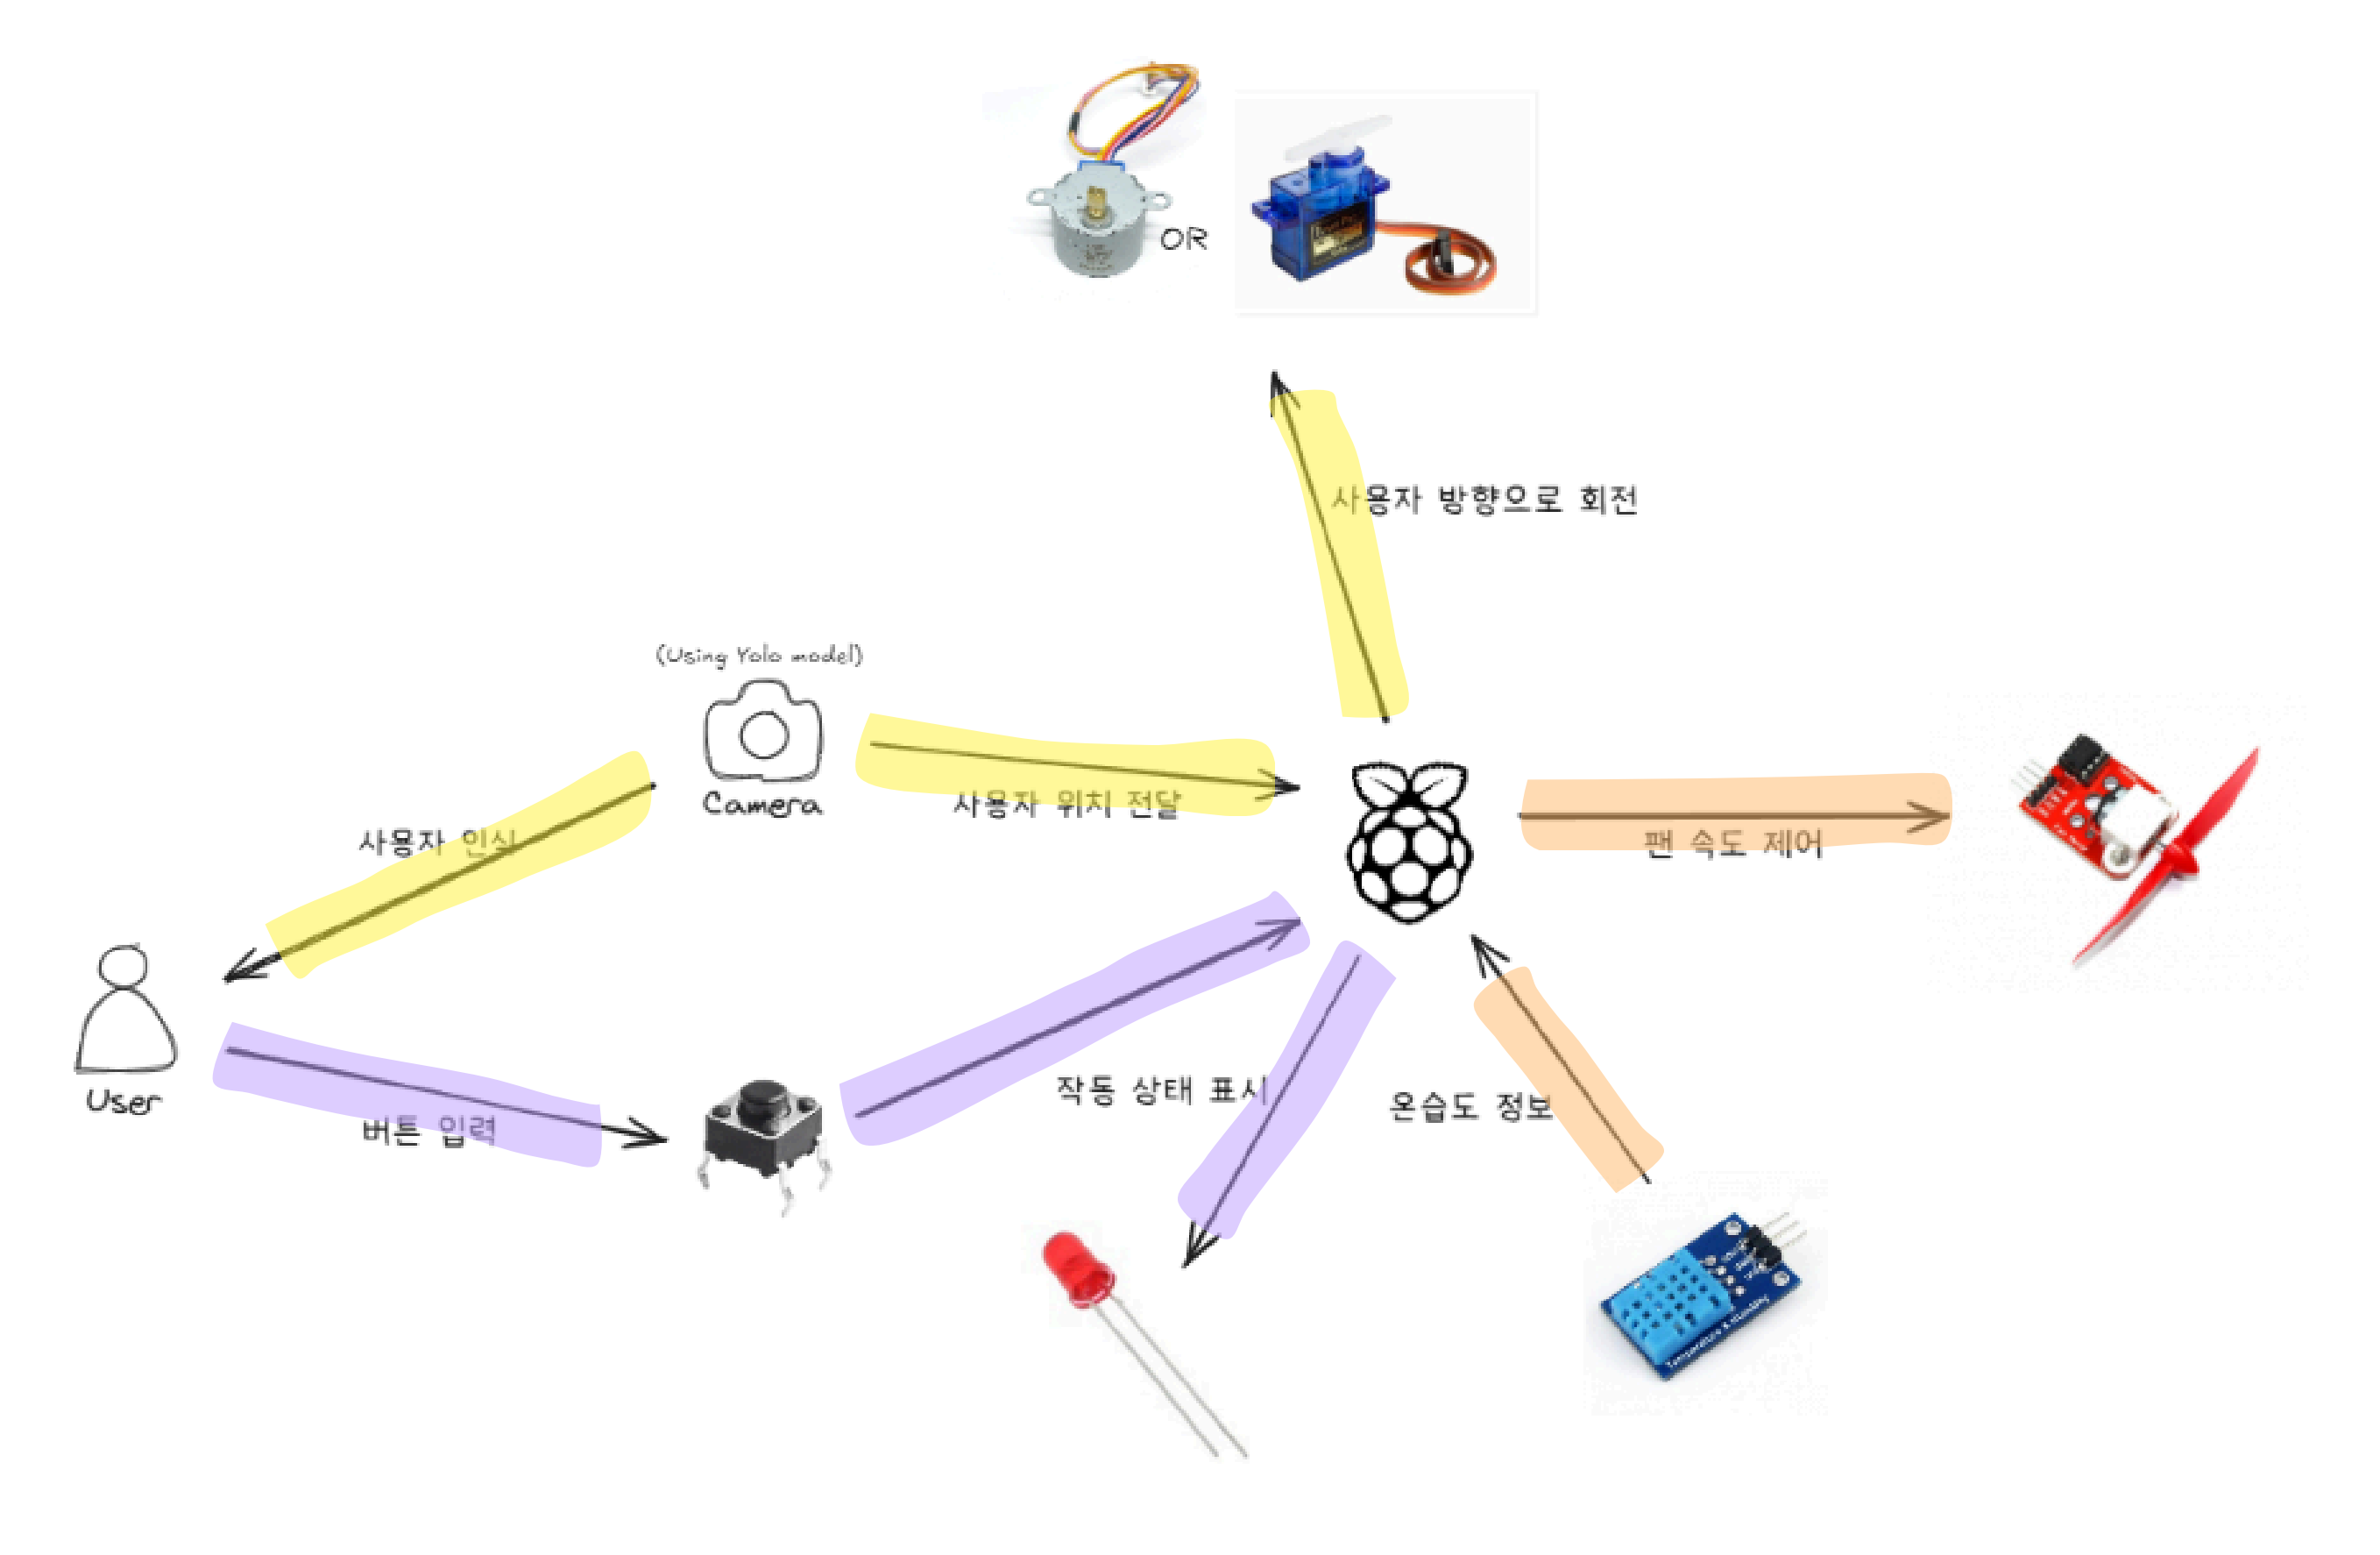 OR
사용자 방향으로 회전
(Using Yolo model)
Camera
사용자 위치 전달
사용자 인식
팬 속도 제어
User
버튼 입력
작동 상태 표시
온습도 정보
Temperature & Humidity